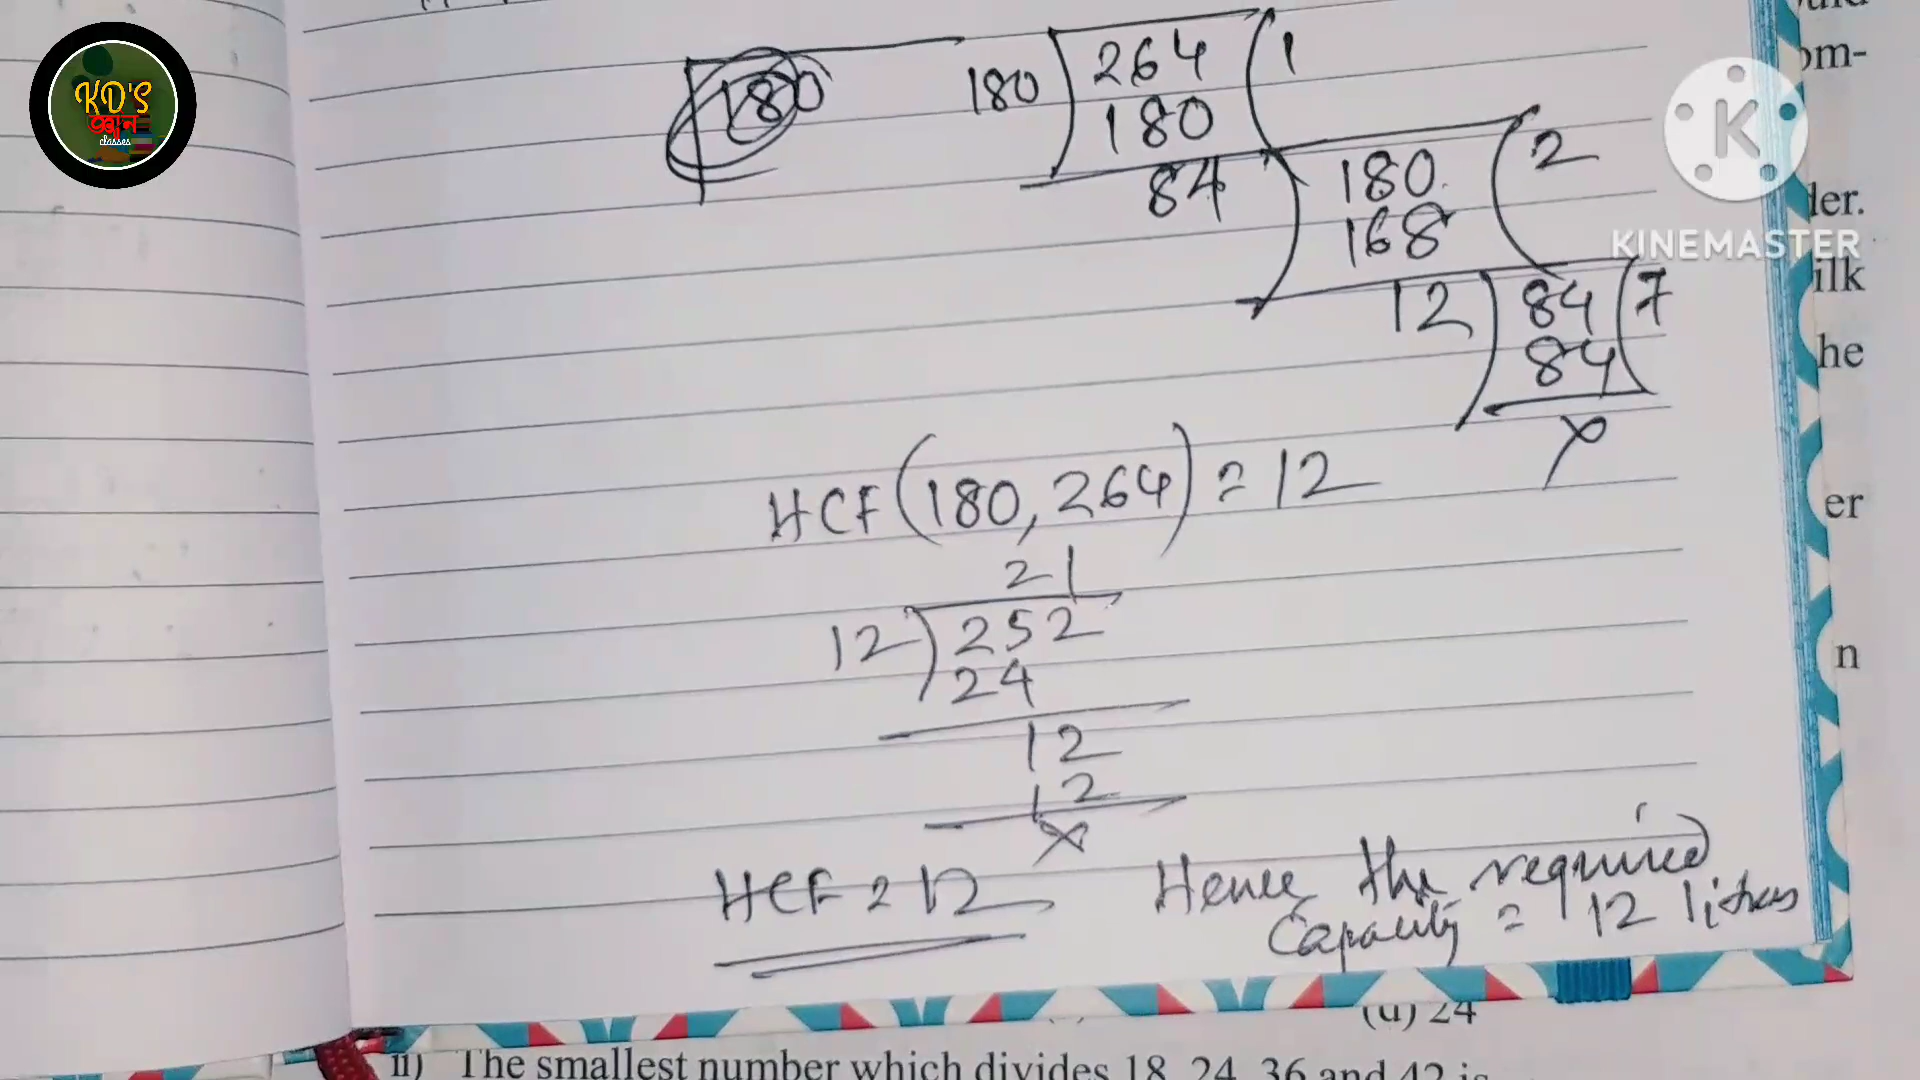 KD'S
জ্ঞান
classes
KINEMASTER
om-
der.
ilk
he
er
n
180
180 264 1
180
84 180 2
168
12 84 7
84
x
HCF (180, 264) = 12
21
12 252
24
12
12
x
HCF = 12
Hence the required
Capacity = 12 litres
(d) 24
ii) The smallest number which divides 18, 24, 36 and 42 is